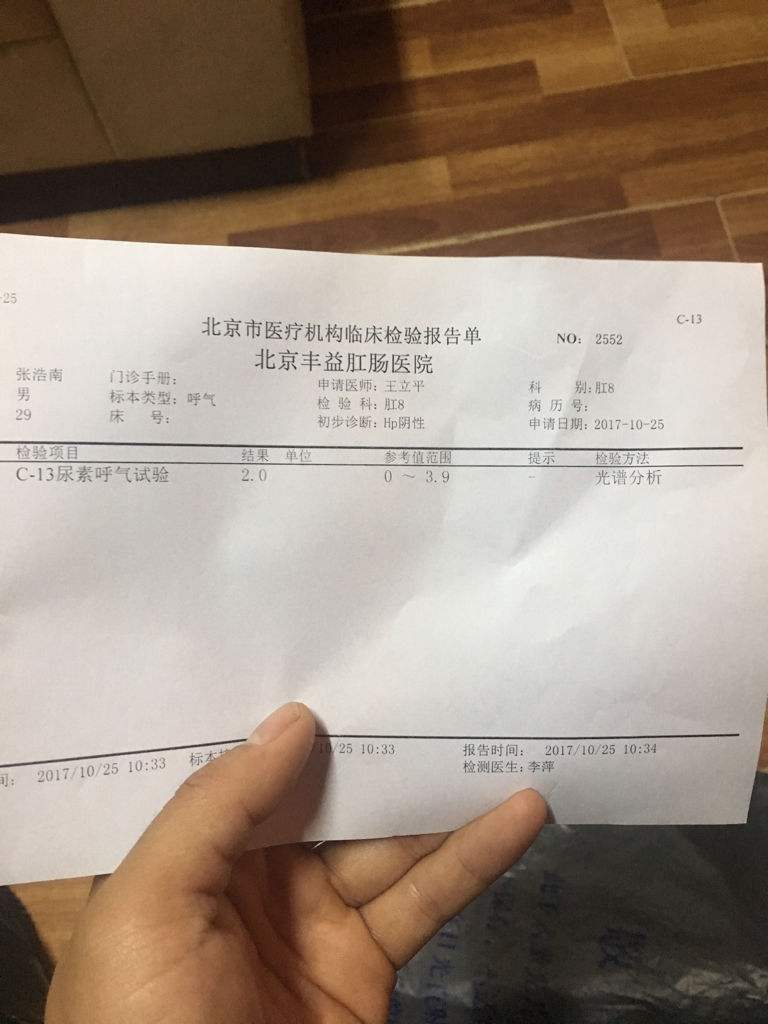 -25
C-13
北京市医疗机构临床检验报告单
NO: 2552
北京丰益肛肠医院
张浩南 门诊手册: 申请医师: 王立平 科 别: 肛8
男 标本类型: 呼气 检 验 科: 肛8 病 历 号:
29 床 号: 初步诊断: Hp阴性 申请日期: 2017-10-25
检验项目 结果 单位 参考值范围 提示 检验方法
C-13尿素呼气试验 2.0 0 ~ 3.9 - 光谱分析
间: 2017/10/25 10:33 标本 10/25 10:33 报告时间: 2017/10/25 10:34
检测医生: 李萍